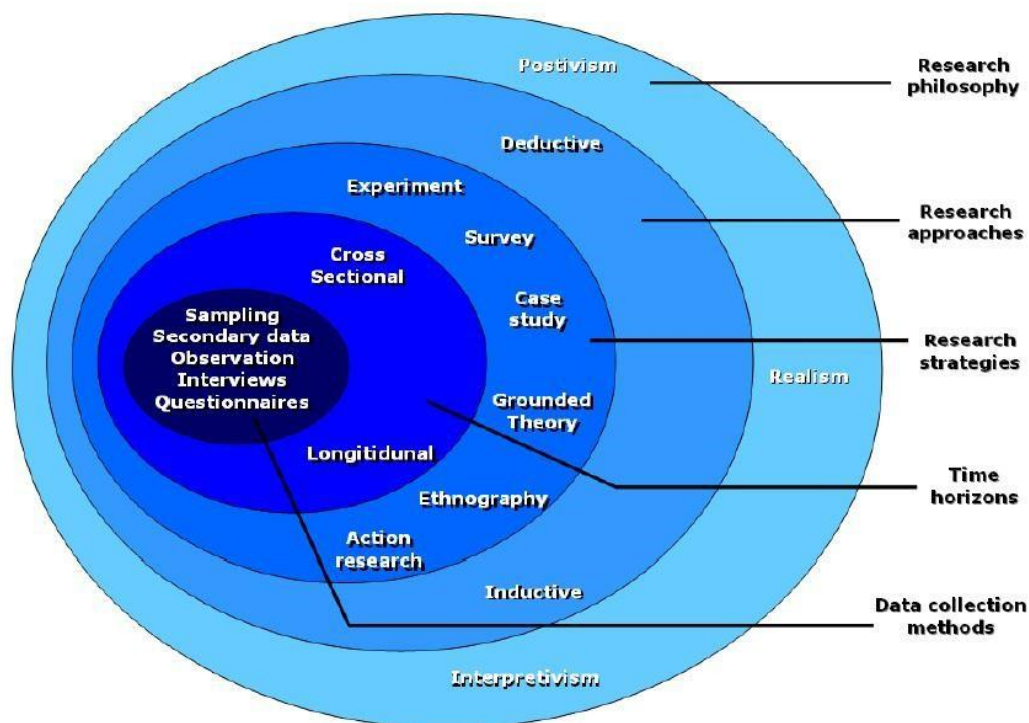 Postivism
Research
philosophy
Deductive
Experiment
Research
approaches
Survey
Cross
Sectional
Case
study
Sampling
Secondary data
Observation
Interviews
Questionnaires
Research
strategies
Realism
Grounded
Theory
Longitidunal
Time
horizons
Ethnography
Action
research
Inductive
Data collection
methods
Interpretivism